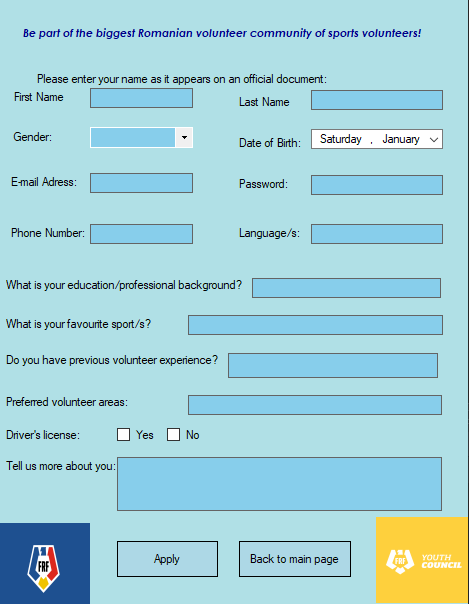 Be part of the biggest Romanian volunteer community of sports volunteers!
Please enter your name as it appears on an official document:
First Name
Last Name
Gender:
Date of Birth:
Saturday , January
E-mail Adress:
Password:
Phone Number:
Language/s:
What is your education/professional background?
What is your favourite sport/s?
Do you have previous volunteer experience?
Preferred volunteer areas:
Driver's license:
Yes
No
Tell us more about you:
Apply
Back to main page
FRF
FRF
YOUTH
COUNCIL